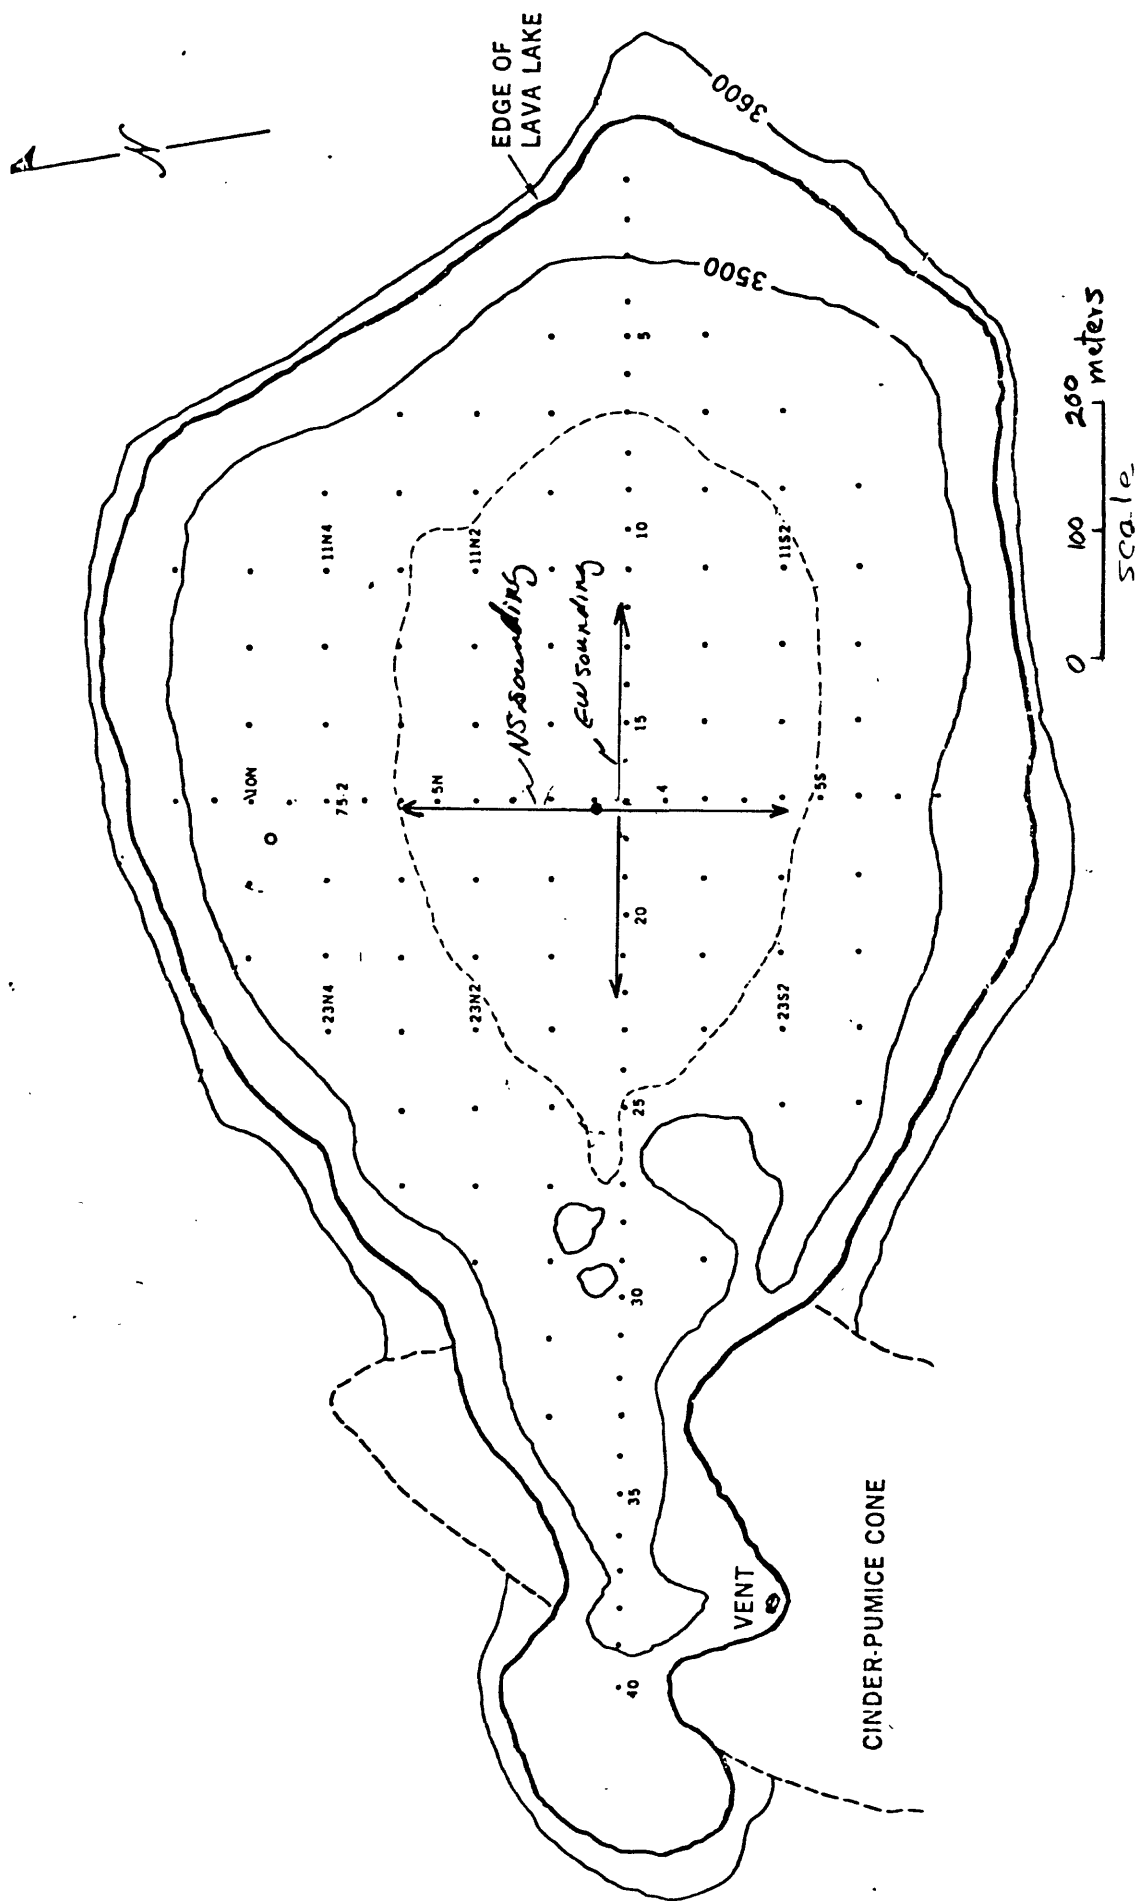 N
EDGE OF
LAVA LAKE
3600
3500
5
11N4
11N2
10
11S2
NS sounding
EW sounding
15
10N
75-2
5N
4
5S
20
23N4
23N2
23S2
25
30
35
40
VENT
CINDER-PUMICE CONE
0 100 200
meters
scale